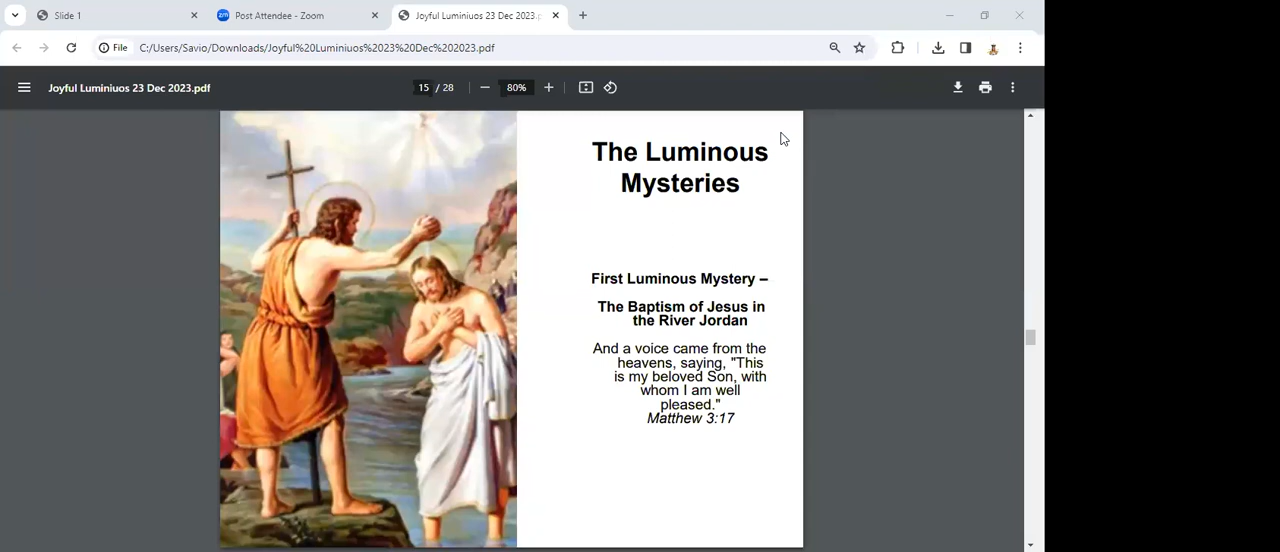 Slide 1
zm
Post Attendee - Zoom
Joyful Luminiuos 23 Dec 2023.p
File
C:/Users/Savio/Downloads/Joyful%20Luminiuos%2023%20Dec%202023.pdf
Joyful Luminiuos 23 Dec 2023.pdf
15 / 28
80%
The Luminous
Mysteries
First Luminous Mystery –
The Baptism of Jesus in
the River Jordan
And a voice came from the
heavens, saying, "This
is my beloved Son, with
whom I am well
pleased."
Matthew 3:17